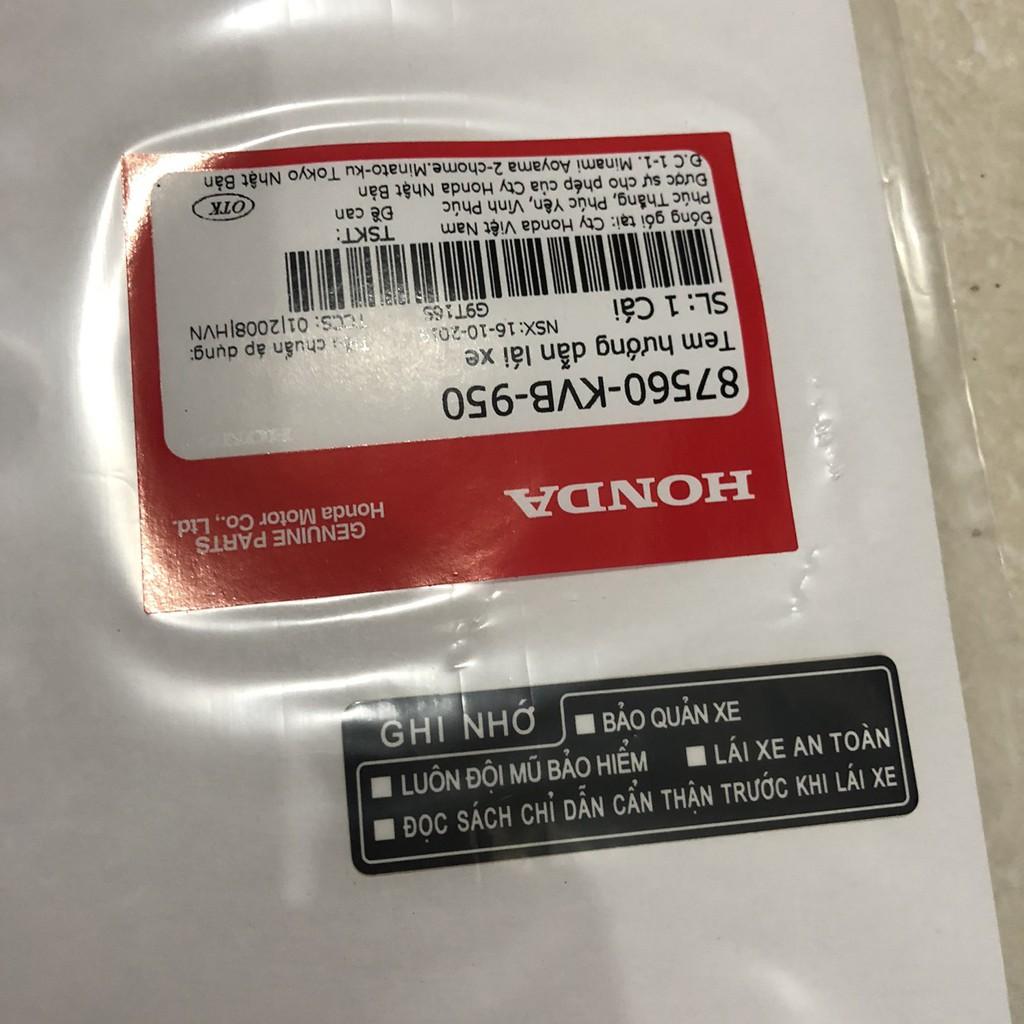 HONDA
GENUINE PARTS
Honda Motor Co., Ltd.
87560-KVB-950
Tem hướng dẫn lái xe
chuẩn áp dụng:
NSX:16-10-
01|2008|HVN
SL: 1 Cái
G9T165
Đóng gói tại: Cty Honda Việt Nam
TSKT:
Phúc Thắng, Phúc Yên, Vĩnh Phúc
Đề can
Được sự cho phép của Cty Honda Nhật Bản
OTK
Đ.C 1-1. Minami Aoyama 2-chome.Minato-ku Tokyo Nhật Bản
GHI NHỚ
BẢO QUẢN XE
LUÔN ĐỘI MŨ BẢO HIỂM
LÁI XE AN TOÀN
ĐỌC SÁCH CHỈ DẪN CẨN THẬN TRƯỚC KHI LÁI XE